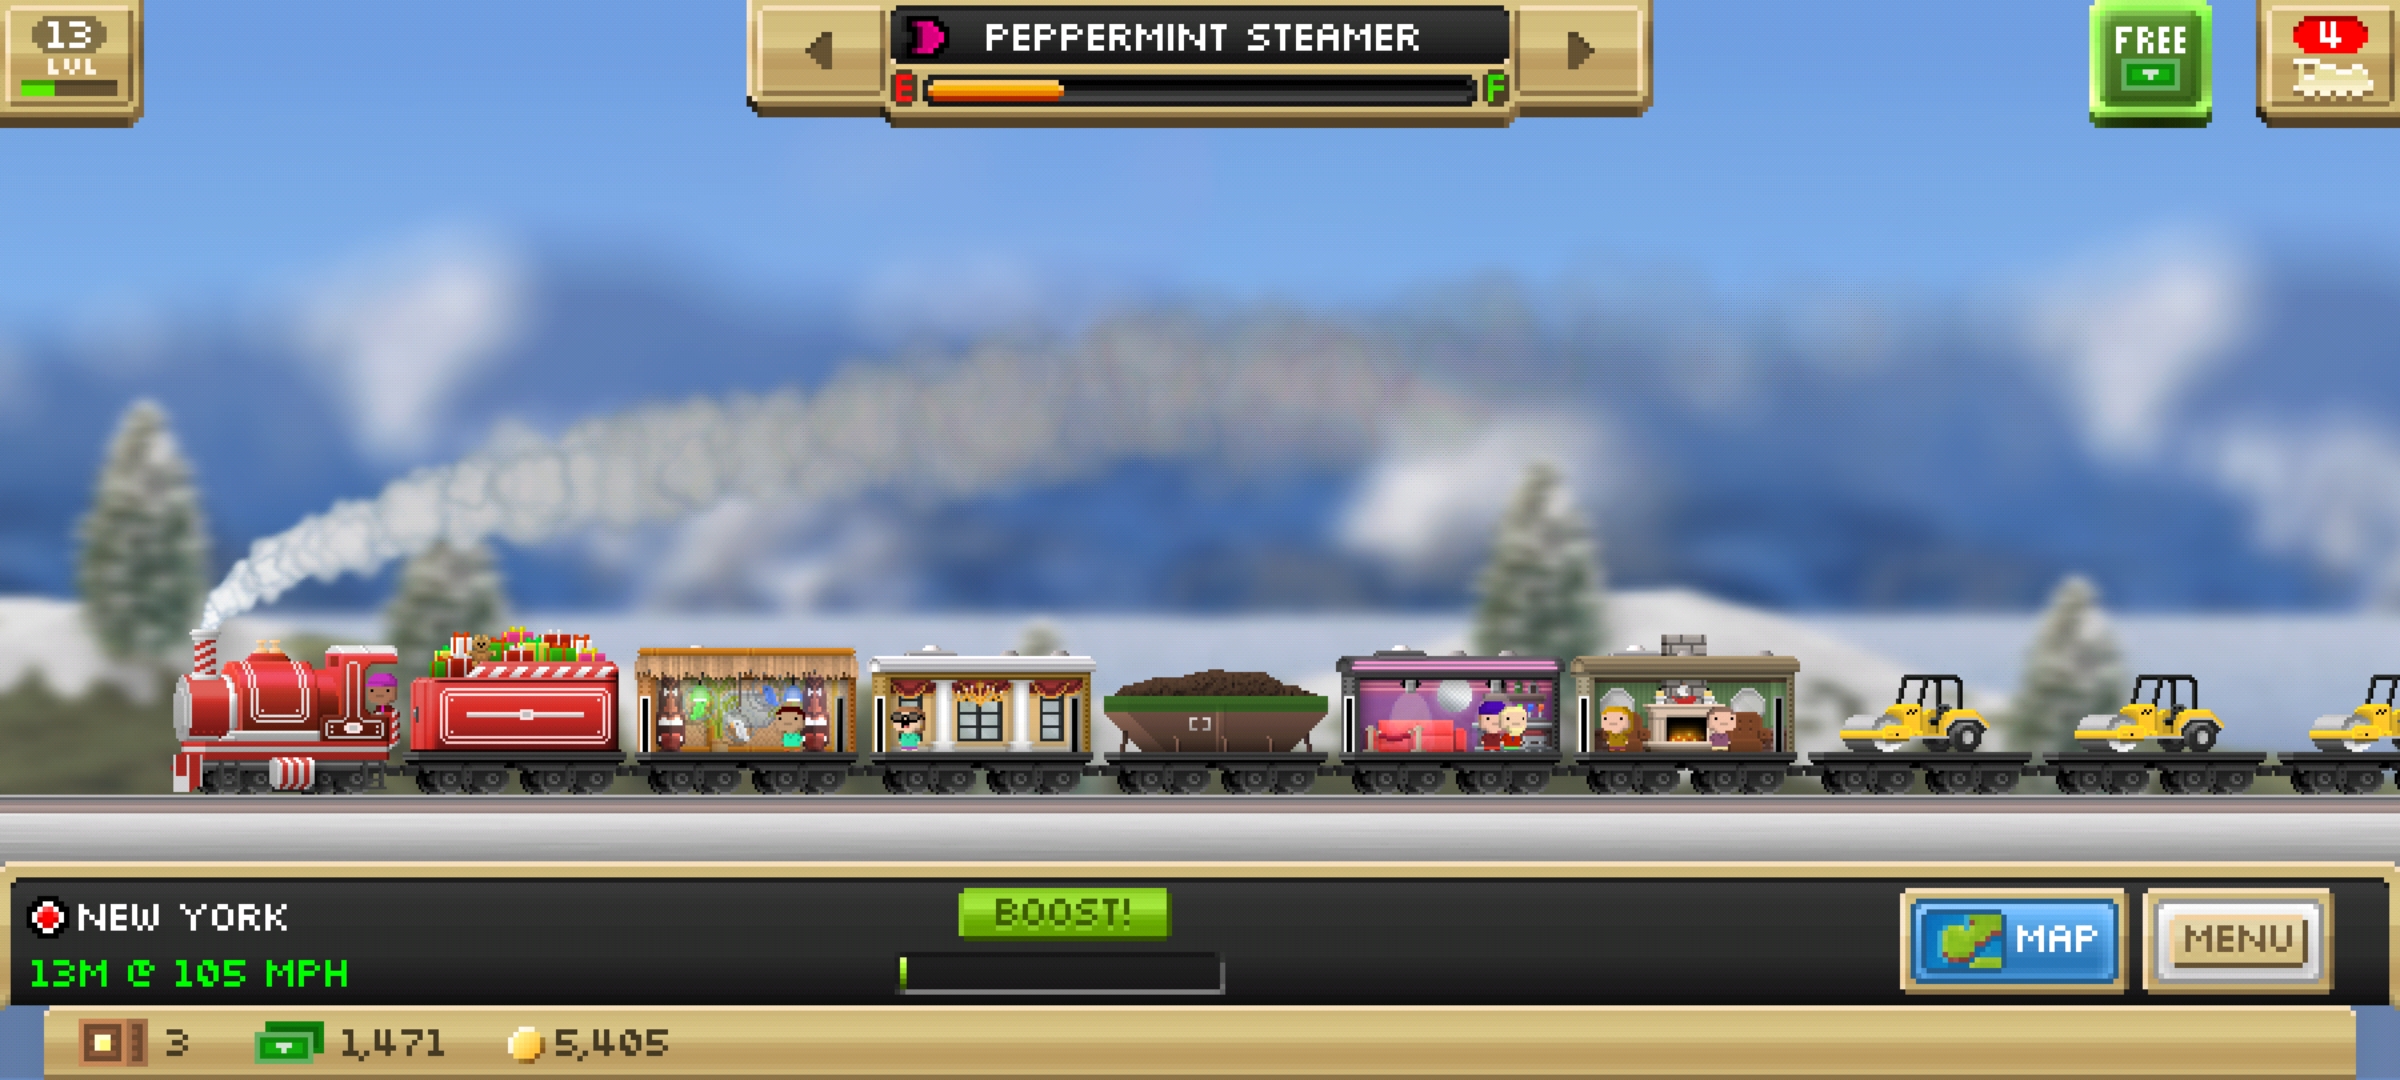 13
LVL
PEPPERMINT STEAMER
E F
FREE
4
NEW YORK
13M @ 105 MPH
BOOST!
MAP
MENU
3
1,471
5,405